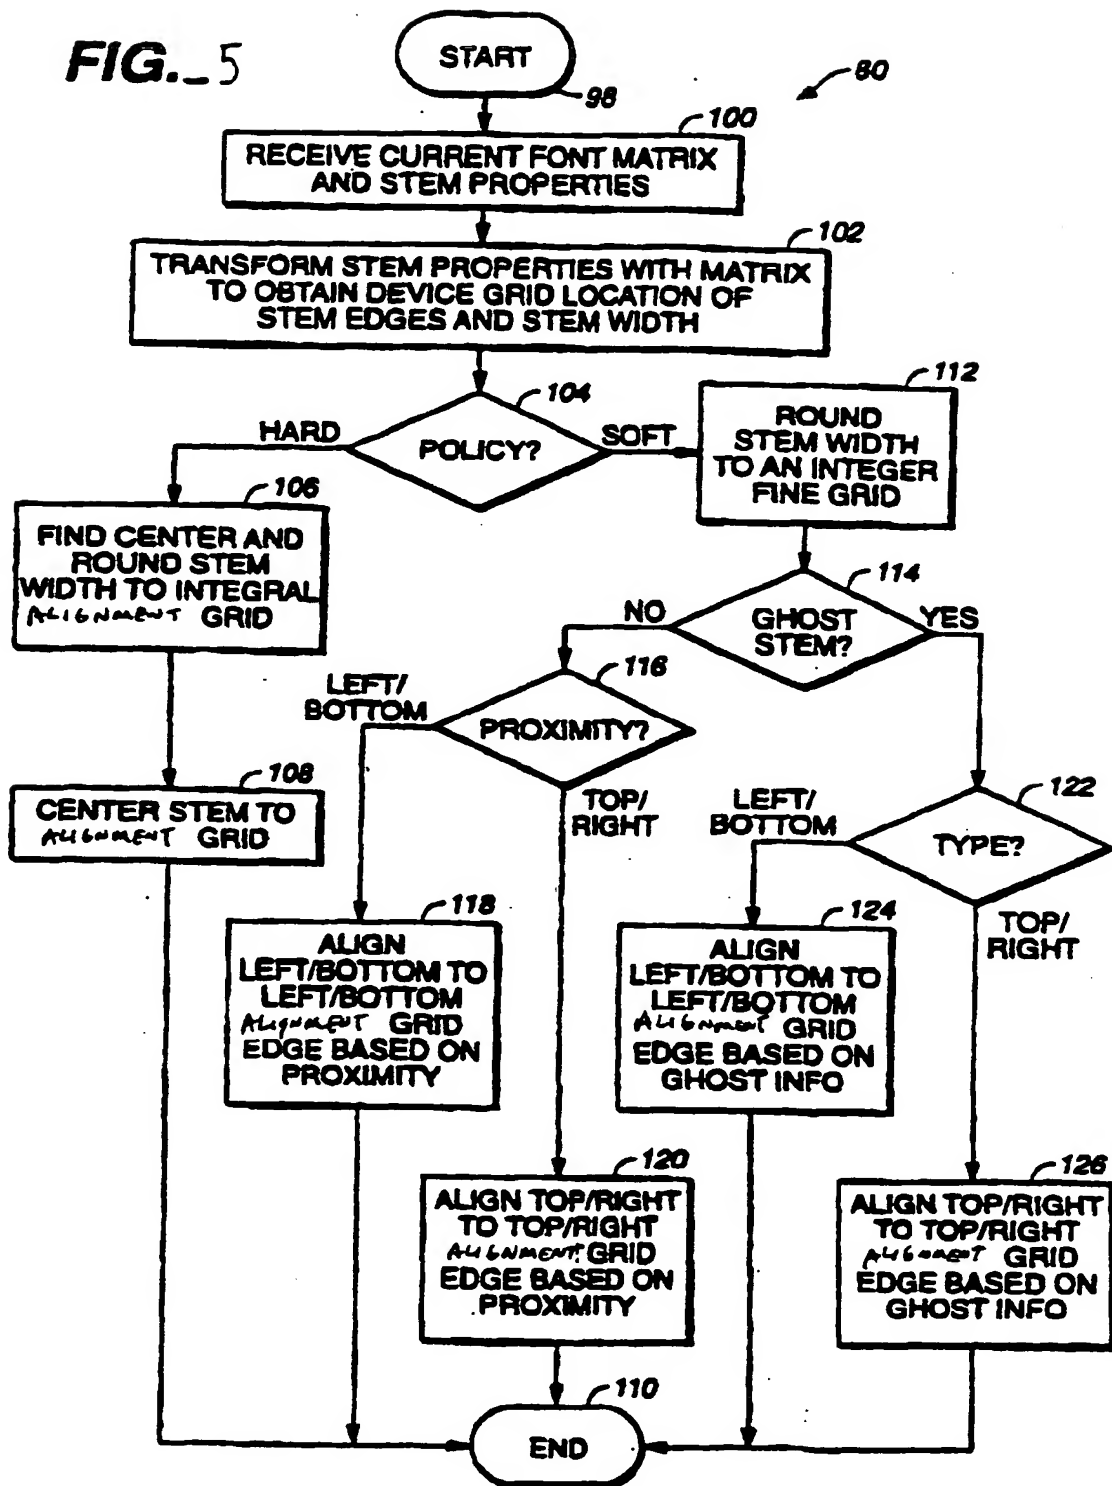 FIG._5
START
98
80
100
RECEIVE CURRENT FONT MATRIX
AND STEM PROPERTIES
102
TRANSFORM STEM PROPERTIES WITH MATRIX
TO OBTAIN DEVICE GRID LOCATION OF
STEM EDGES AND STEM WIDTH
104
HARD
POLICY?
SOFT
112
ROUND
STEM WIDTH
TO AN INTEGER
FINE GRID
106
FIND CENTER AND
ROUND STEM
WIDTH TO INTEGRAL
ALIGNMENT GRID
114
NO
GHOST
STEM?
YES
116
LEFT/
BOTTOM
PROXIMITY?
TOP/
RIGHT
108
CENTER STEM TO
ALIGNMENT GRID
122
LEFT/
BOTTOM
TYPE?
TOP/
RIGHT
118
ALIGN
LEFT/BOTTOM TO
LEFT/BOTTOM
ALIGNMENT GRID
EDGE BASED ON
PROXIMITY
124
ALIGN
LEFT/BOTTOM TO
LEFT/BOTTOM
ALIGNMENT GRID
EDGE BASED ON
GHOST INFO
120
ALIGN TOP/RIGHT
TO TOP/RIGHT
ALIGNMENT GRID
EDGE BASED ON
PROXIMITY
126
ALIGN TOP/RIGHT
TO TOP/RIGHT
ALIGNMENT GRID
EDGE BASED ON
GHOST INFO
110
END